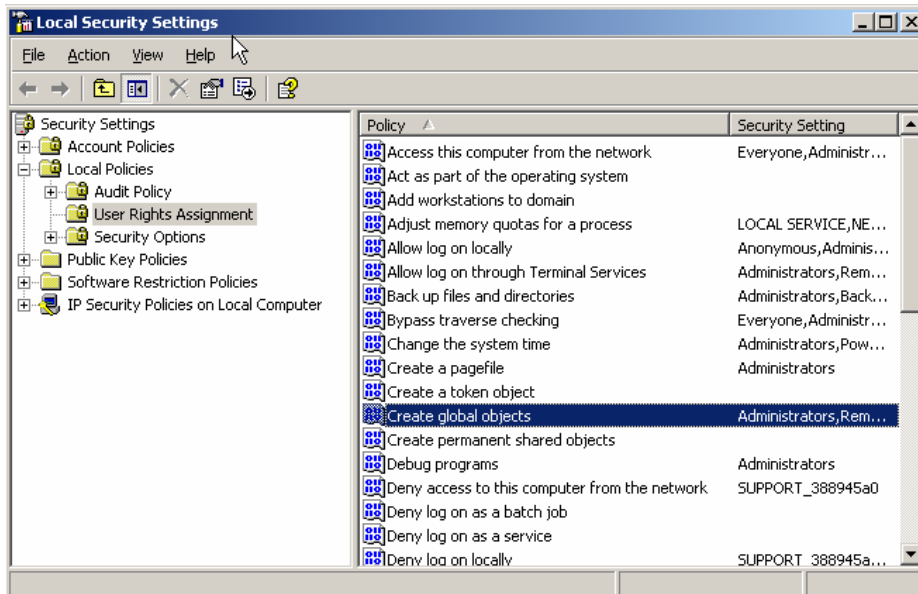 Local Security Settings
File Action View Help
Security Settings
Account Policies
Local Policies
Audit Policy
User Rights Assignment
Security Options
Public Key Policies
Software Restriction Policies
IP Security Policies on Local Computer
Policy Security Setting
Access this computer from the network Everyone,Administr...
Act as part of the operating system
Add workstations to domain
Adjust memory quotas for a process LOCAL SERVICE,NE...
Allow log on locally Anonymous,Adminis...
Allow log on through Terminal Services Administrators,Rem...
Back up files and directories Administrators,Back...
Bypass traverse checking Everyone,Administr...
Change the system time Administrators,Pow...
Create a pagefile Administrators
Create a token object
Create global objects Administrators,Rem...
Create permanent shared objects
Debug programs Administrators
Deny access to this computer from the network SUPPORT_388945a0
Deny log on as a batch job
Deny log on as a service
Deny log on locally SUPPORT_388945a...